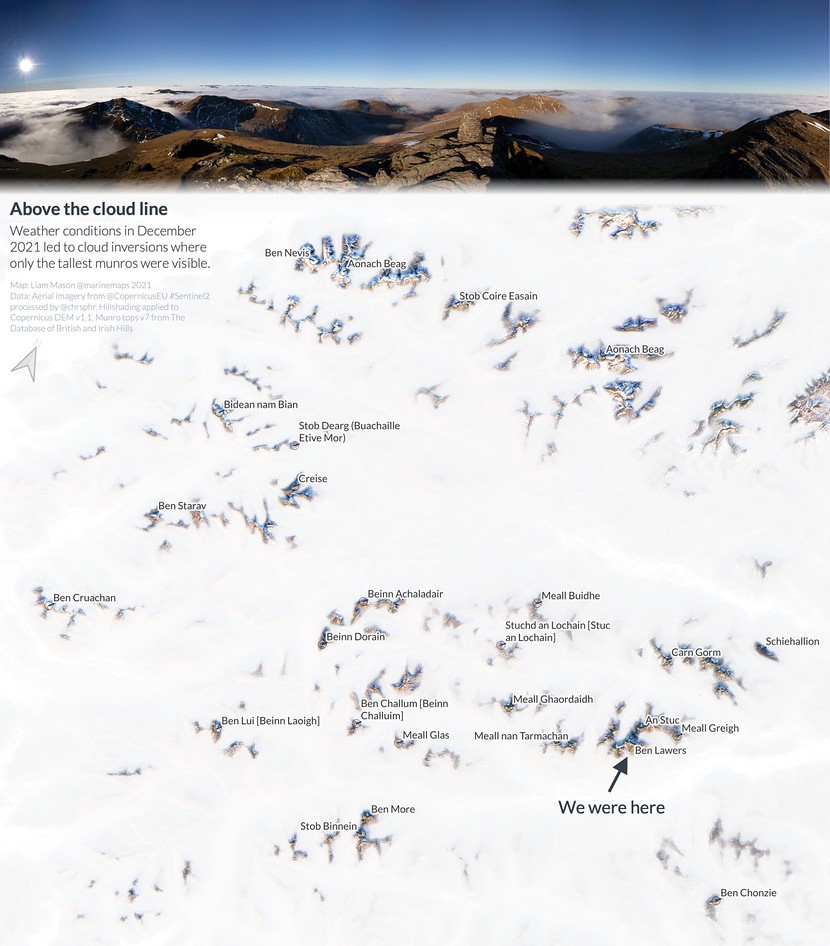 Above the cloud line
Weather conditions in December
2021 led to cloud inversions where
only the tallest munros were visible.
Map: Liam Mason @marinemaps 2021
Data: Aerial imagery from @CopernicusEU #Sentinel2
processed by @chrsphr. Hillshading applied to
Copernicus DEM v1.1. Munro tops v7 from The
Database of British and Irish Hills
Ben Nevis
Aonach Beag
Stob Coire Easain
Aonach Beag
Bidean nam Bian
Stob Dearg (Buachaille
Etive Mor)
Creise
Ben Starav
Ben Cruachan
Beinn Achaladair
Meall Buidhe
Beinn Dorain
Stuchd an Lochain [Stuc
an Lochain]
Schiehallion
Carn Gorm
Ben Challum [Beinn
Challuim]
Meall Ghaordaidh
Ben Lui [Beinn Laoigh]
An Stuc
Meall Greigh
Meall Glas
Meall nan Tarmachan
Ben Lawers
We were here
Ben More
Stob Binnein
Ben Chonzie